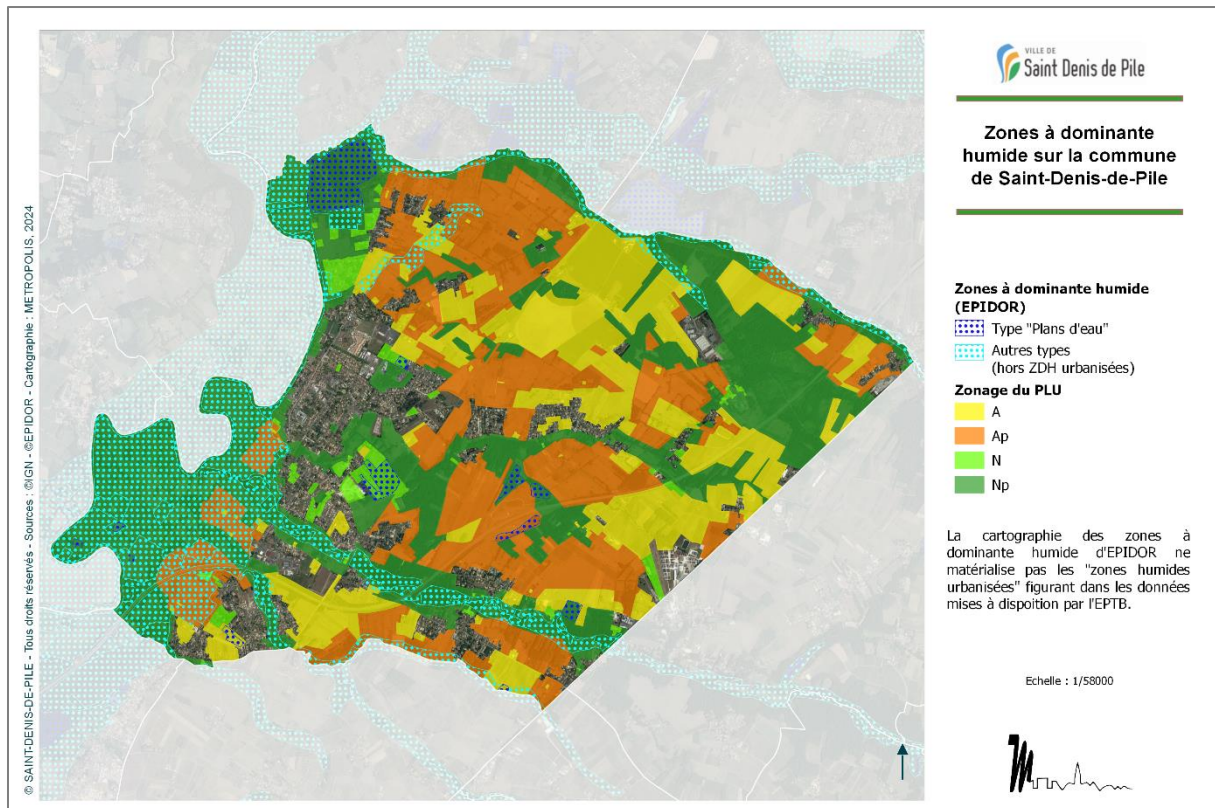 VILLE DE
Saint Denis de Pile
Zones à dominante
humide sur la commune
de Saint-Denis-de-Pile
Zones à dominante humide
(EPIDOR)
Type "Plans d'eau"
Autres types
(hors ZDH urbanisées)
Zonage du PLU
A
Ap
N
Np
La cartographie des zones à
dominante humide d'EPIDOR ne
matérialise pas les "zones humides
urbanisées" figurant dans les données
mises à dispoition par l'EPTB.
Echelle : 1/58000
© SAINT-DENIS-DE-PILE - Tous droits réservés - Sources : ©IGN - ©EPIDOR - Cartographie : METROPOLIS, 2024